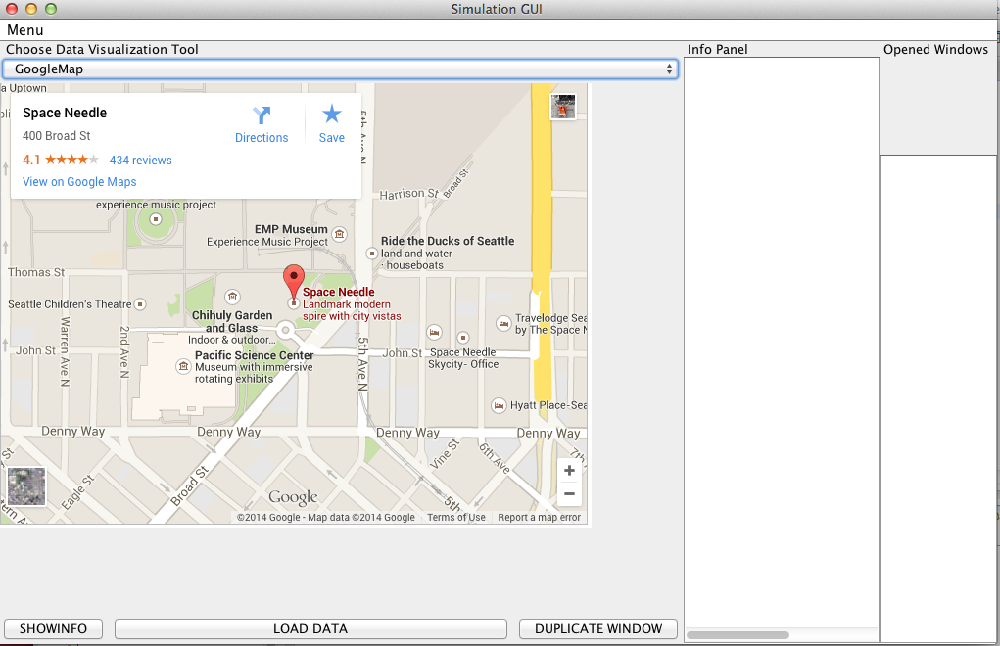 Simulation GUI
Menu
Choose Data Visualization Tool
Info Panel
Opened Windows
GoogleMap
a Uptown
Space Needle
400 Broad St
4.1
434 reviews
View on Google Maps
Directions
Save
5th Ave N
Harrison St
Broad St
experience music project
EMP Museum
Experience Music Project
Ride the Ducks of Seattle
land and water
· houseboats
Thomas St
Space Needle
Landmark modern
spire with city vistas
Seattle Children's Theatre
Chihuly Garden
and Glass
Indoor & outdoor...
Warren Ave N
2nd Ave N
John St
Pacific Science Center
Museum with immersive
rotating exhibits
5th Ave N
John St
Space Needle
Skycity- Office
Travelodge Sea
by The Space N
Hyatt Place-Sea
Denny Way
Denny Way
Denny Way
Denny Way
Eagle St
Broad St
Vine St
6th Ave
7th
5th
Google
©2014 Google - Map data ©2014 Google
Terms of Use
Report a map error
SHOWINFO
LOAD DATA
DUPLICATE WINDOW